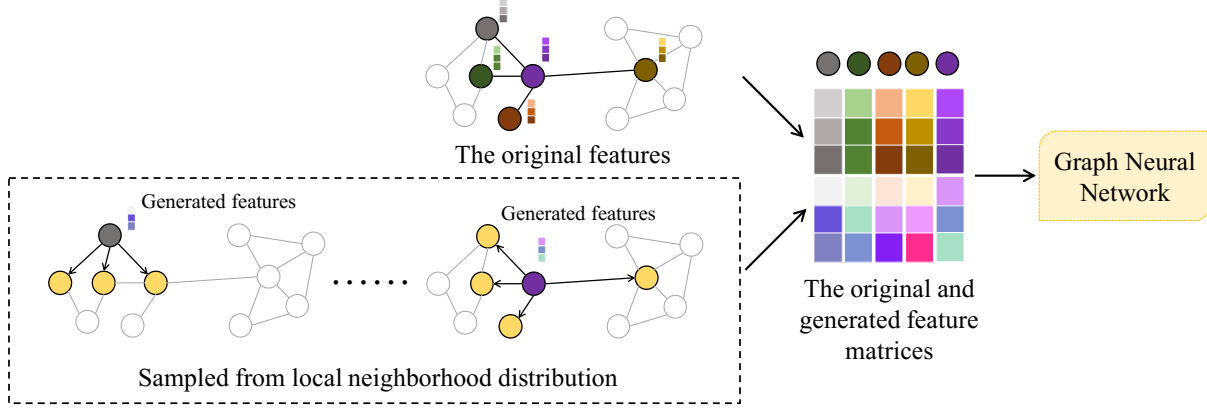 The original features
Generated features
Generated features
Sampled from local neighborhood distribution
The original and
generated feature
matrices
Graph Neural
Network